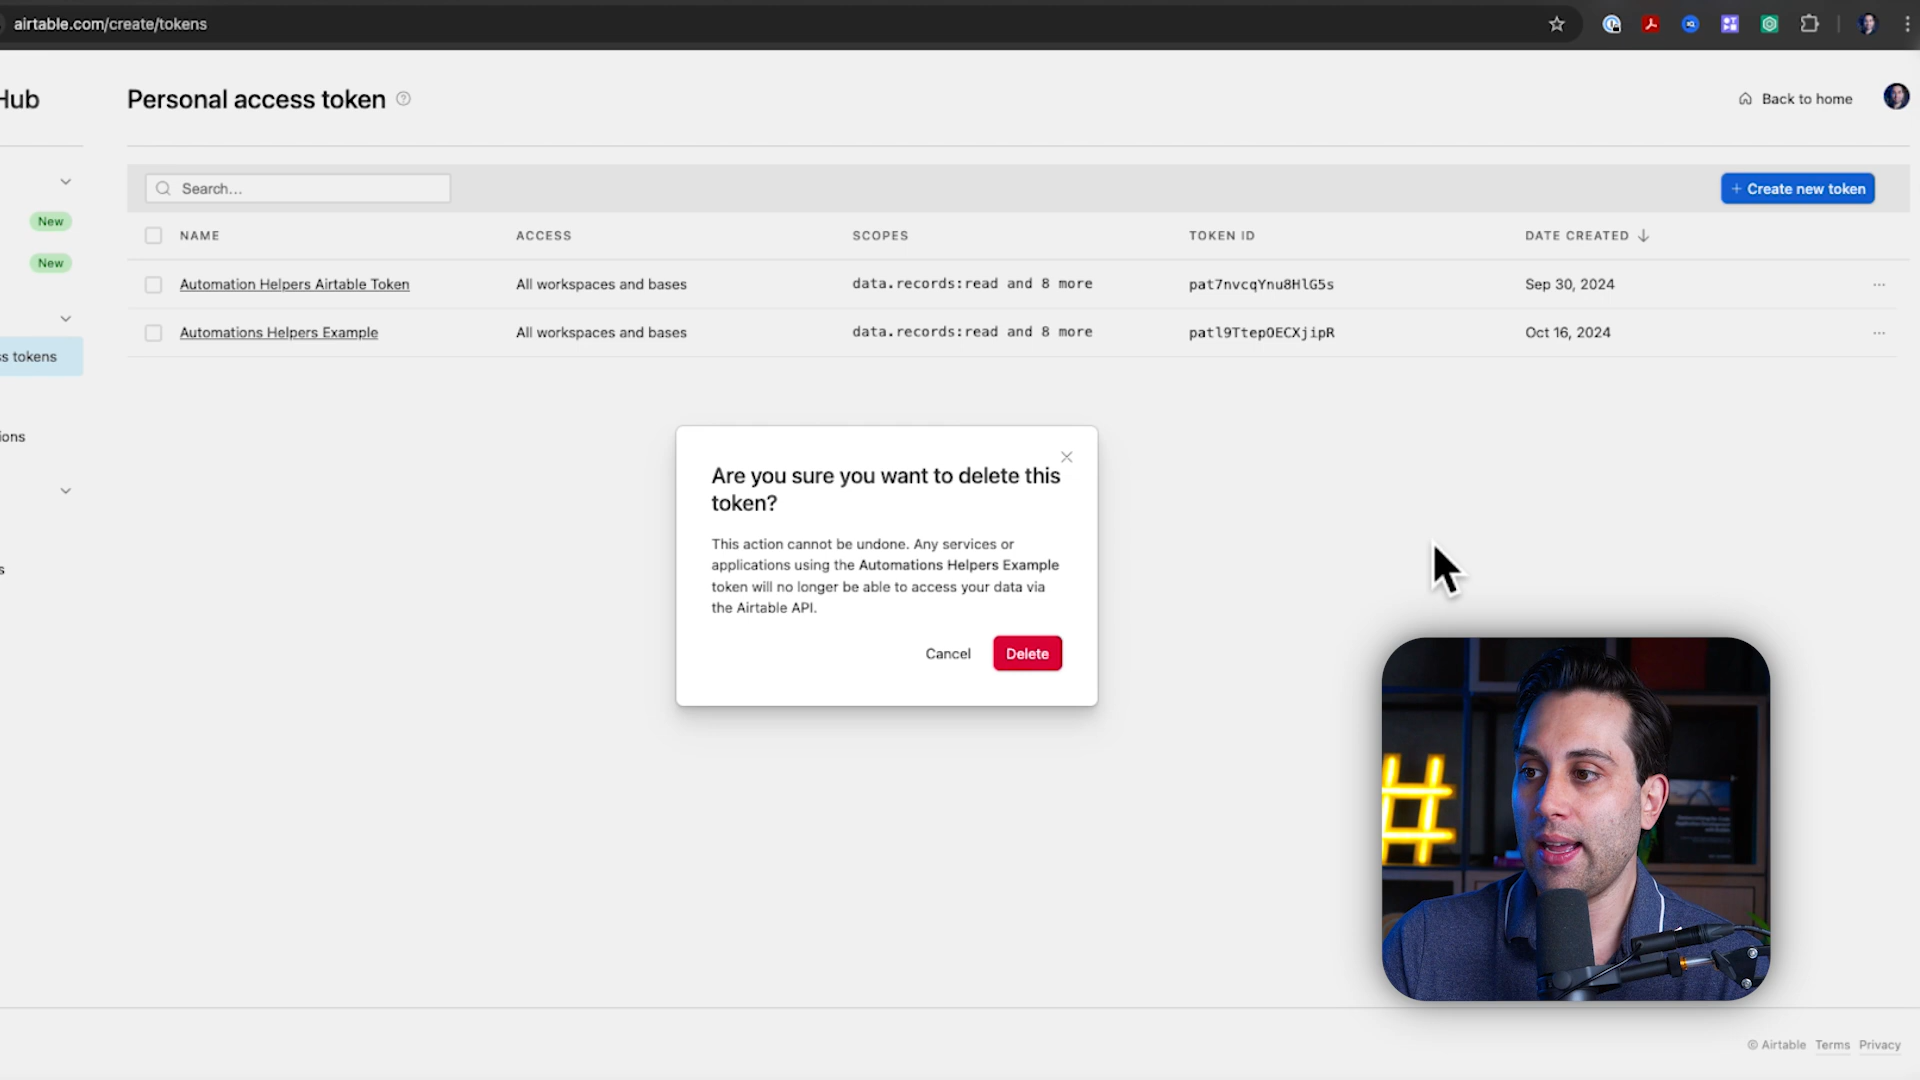 airtable.com/create/tokens
Hub
Personal access token
Back to home
New
New
ss tokens
ions
s
Search...
+ Create new token
NAME ACCESS SCOPES TOKEN ID DATE CREATED
Automation Helpers Airtable Token All workspaces and bases data.records:read and 8 more pat7nvcqYnu8HlG5s Sep 30, 2024
Automations Helpers Example All workspaces and bases data.records:read and 8 more patl9TtepOECXjipR Oct 16, 2024
Are you sure you want to delete this
token?
This action cannot be undone. Any services or
applications using the Automations Helpers Example
token will no longer be able to access your data via
the Airtable API.
Cancel Delete
#
© Airtable Terms Privacy